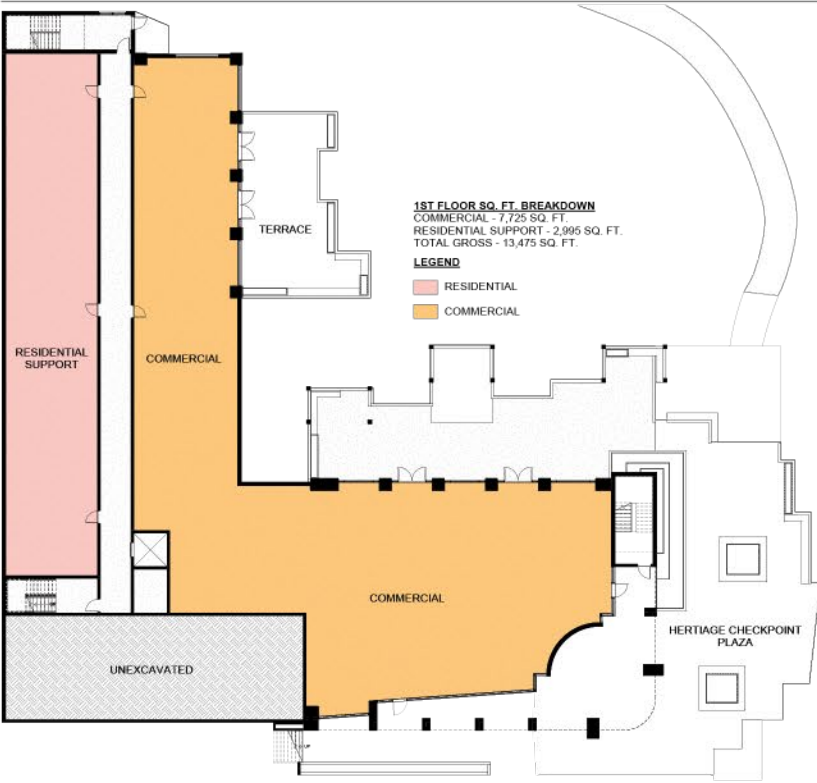 1ST FLOOR SQ. FT. BREAKDOWN
COMMERCIAL - 7,725 SQ. FT.
RESIDENTIAL SUPPORT - 2,995 SQ. FT.
TOTAL GROSS - 13,475 SQ. FT.
LEGEND
RESIDENTIAL
COMMERCIAL
TERRACE
RESIDENTIAL
SUPPORT
COMMERCIAL
COMMERCIAL
HERTIAGE CHECKPOINT
PLAZA
UNEXCAVATED
UP